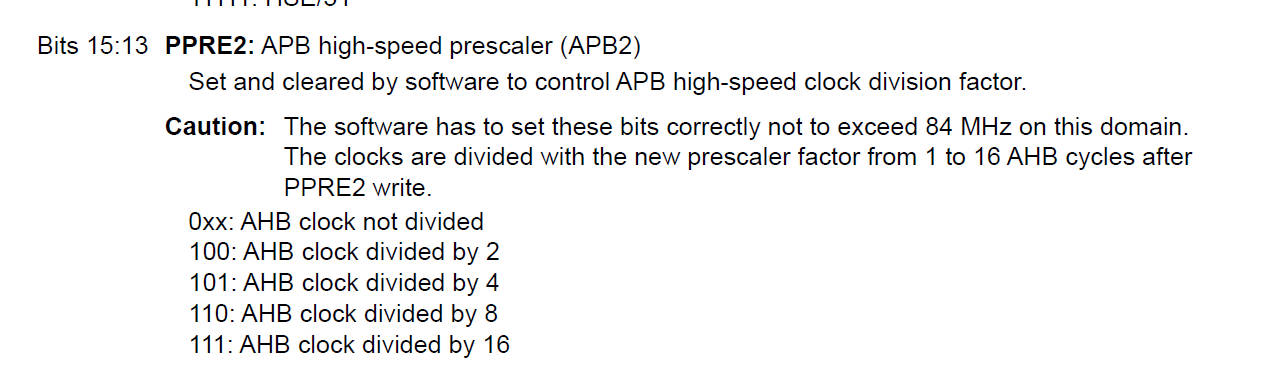 Bits 15:13 PPRE2: APB high-speed prescaler (APB2)
Set and cleared by software to control APB high-speed clock division factor.
Caution: The software has to set these bits correctly not to exceed 84 MHz on this domain.
The clocks are divided with the new prescaler factor from 1 to 16 AHB cycles after
PPRE2 write.
0xx: AHB clock not divided
100: AHB clock divided by 2
101: AHB clock divided by 4
110: AHB clock divided by 8
111: AHB clock divided by 16